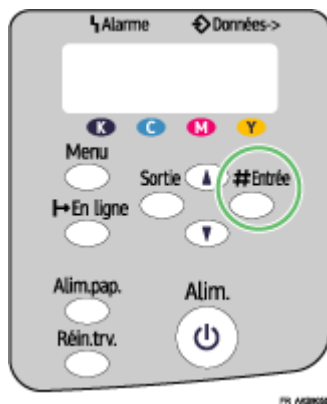 Alarme Données->
K C M Y
Menu
Sortie #Entrée
En ligne
Alim.pap. Alim.
Réin.trv.